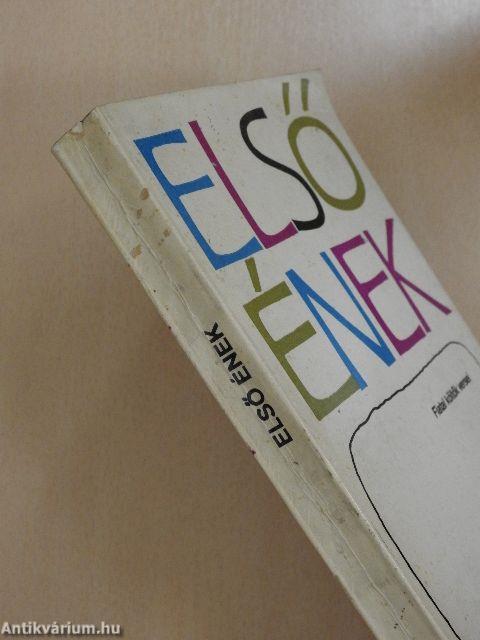 ELSŐ
ÉNEK
Fiatal költők versei
ELSŐ ÉNEK
Antikvárium.hu